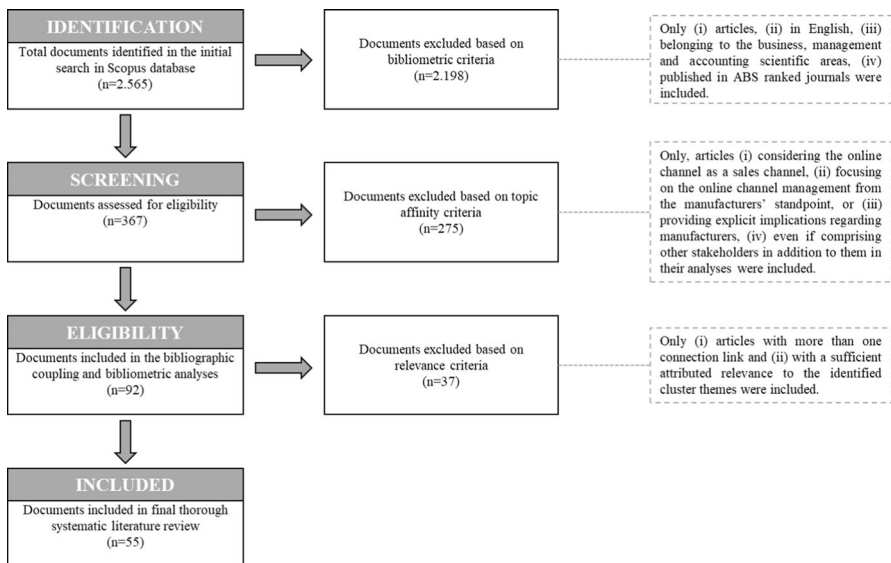 IDENTIFICATION
Total documents identified in the initial
search in Scopus database
(n=2.565)
Documents excluded based on
bibliometric criteria
(n=2.198)
Only (i) articles, (ii) in English, (iii)
belonging to the business, management
and accounting scientific areas, (iv)
published in ABS ranked journals were
included.
SCREENING
Documents assessed for eligibility
(n=367)
Documents excluded based on topic
affinity criteria
(n=275)
Only, articles (i) considering the online
channel as a sales channel, (ii) focusing
on the online channel management from
the manufacturers' standpoint, or (iii)
providing explicit implications regarding
manufacturers, (iv) even if comprising
other stakeholders in addition to them in
their analyses were included.
ELIGIBILITY
Documents included in the bibliographic
coupling and bibliometric analyses
(n=92)
Documents excluded based on
relevance criteria
(n=37)
Only (i) articles with more than one
connection link and (ii) with a sufficient
attributed relevance to the identified
cluster themes were included.
INCLUDED
Documents included in final thorough
systematic literature review
(n=55)